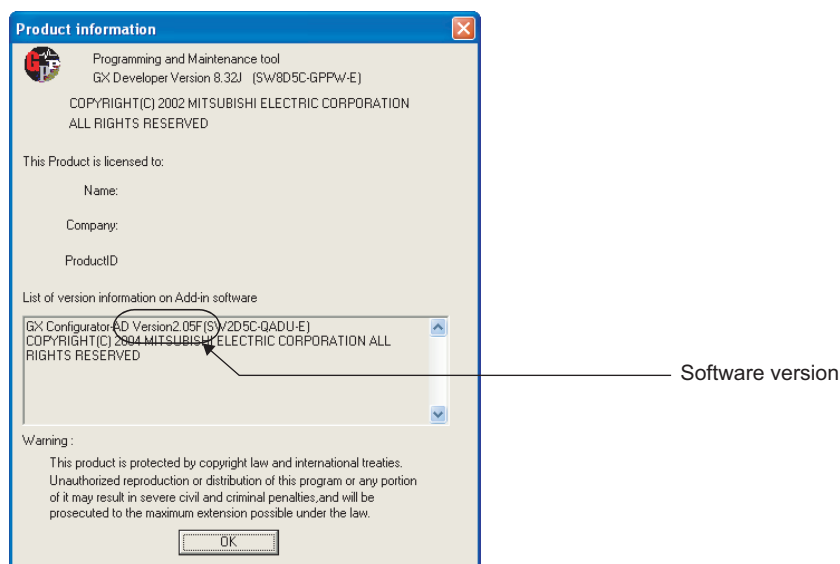 Product information
Programming and Maintenance tool
GX Developer Version 8.32J (SW8D5C-GPPW-E)
COPYRIGHT(C) 2002 MITSUBISHI ELECTRIC CORPORATION
ALL RIGHTS RESERVED
This Product is licensed to:
Name:
Company:
ProductID
List of version information on Add-in software
GX Configurator-AD Version2.05F(SW2D5C-QADU-E)
COPYRIGHT(C) 2004 MITSUBISHI ELECTRIC CORPORATION ALL
RIGHTS RESERVED
Software version
Warning :
This product is protected by copyright law and international treaties.
Unauthorized reproduction or distribution of this program or any portion
of it may result in severe civil and criminal penalties,and will be
prosecuted to the maximum extension possible under the law.
OK